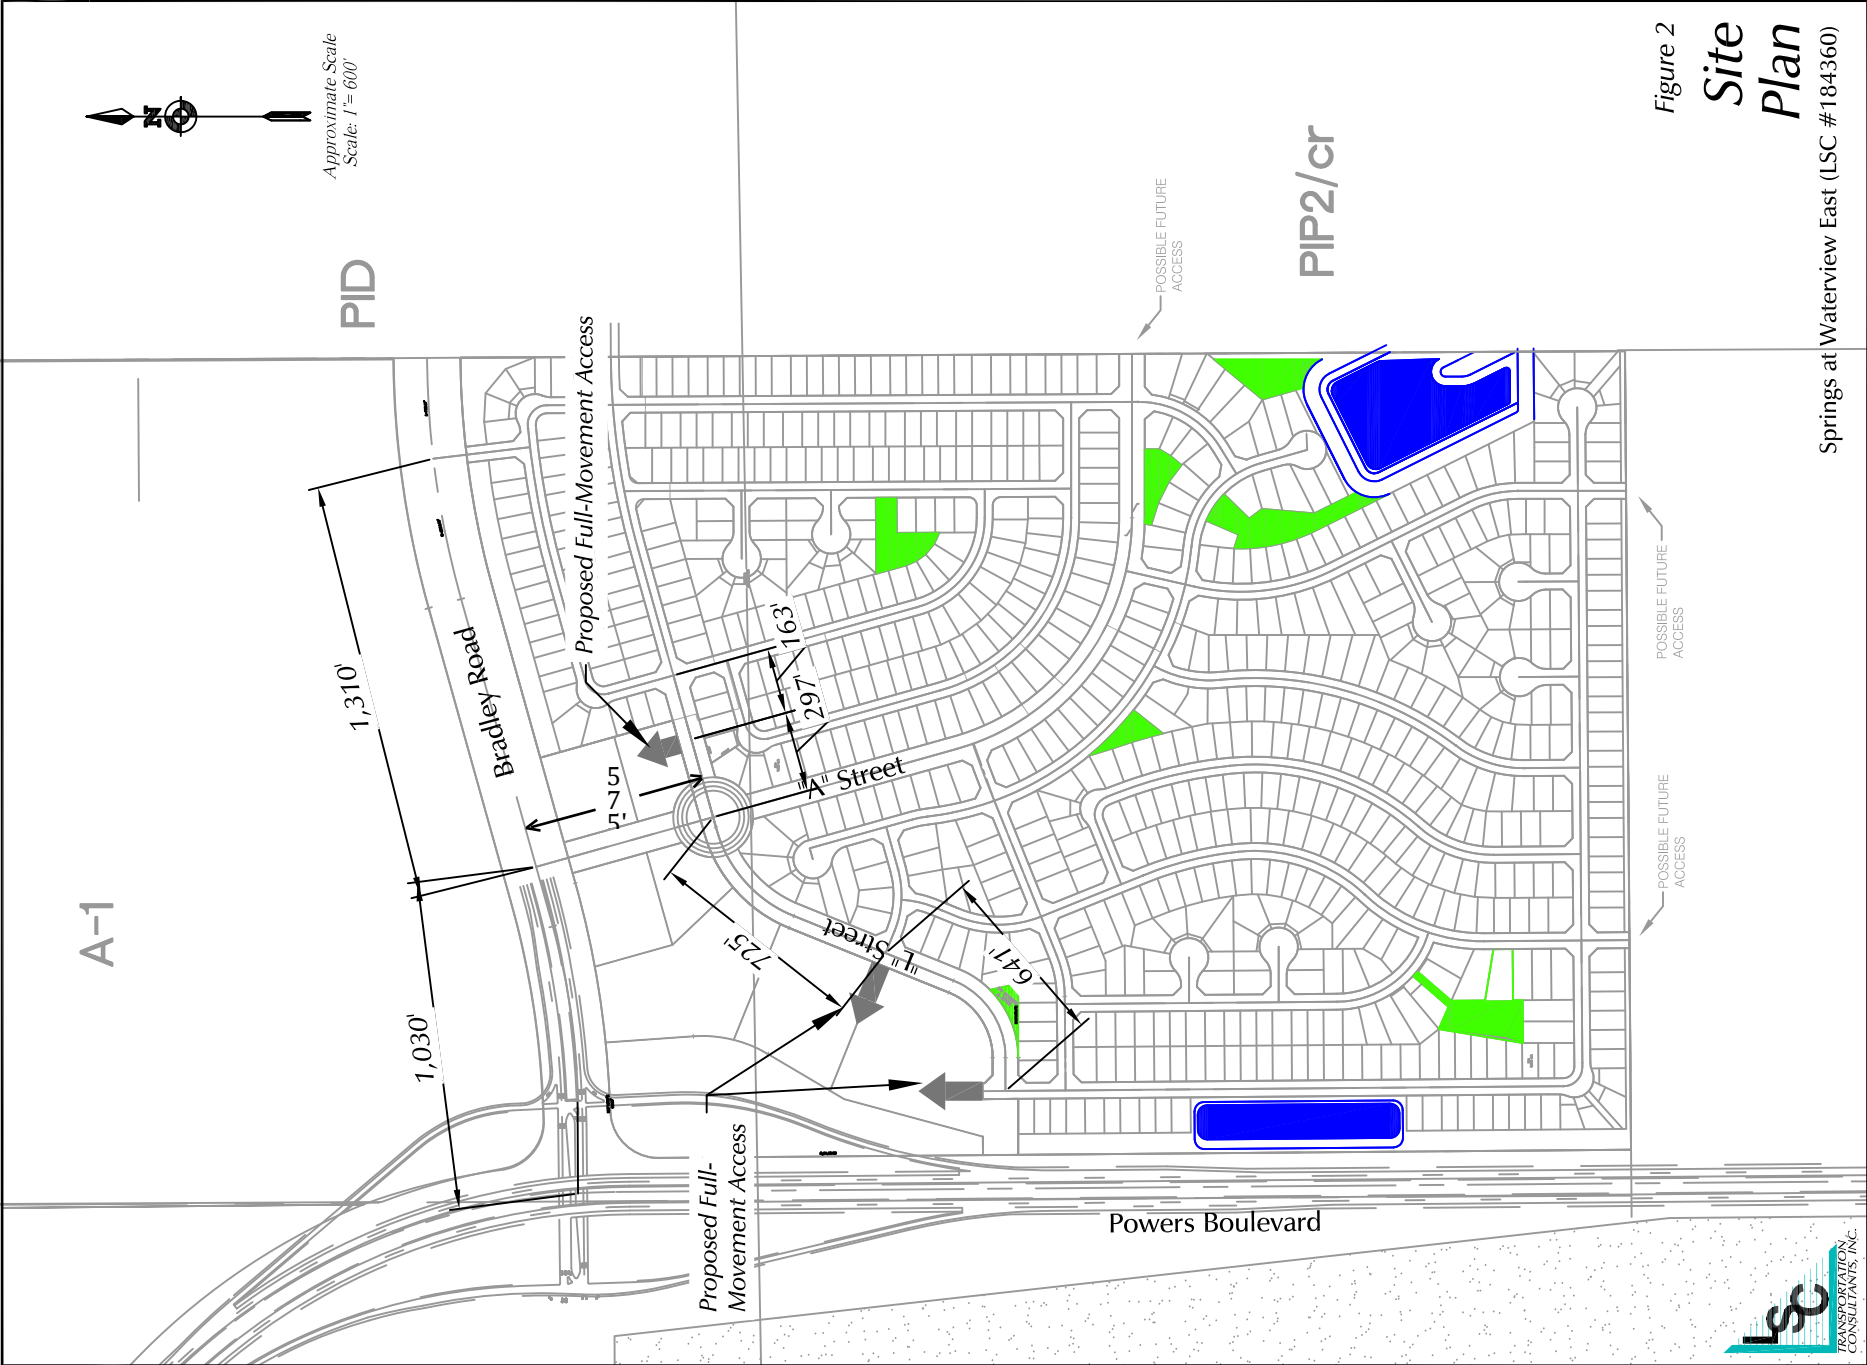 Figure 2
Site
Plan
Springs at Waterview East (LSC #184360)
Approximate Scale
Scale: 1"= 600'
N
PID
PIP2/cr
A-1
POSSIBLE FUTURE
ACCESS
POSSIBLE FUTURE
ACCESS
POSSIBLE FUTURE
ACCESS
Proposed Full-Movement Access
Bradley Road
1,310'
1,030'
575'
163'
297'
"A" Street
"L" Street
725'
641'
Proposed Full-
Movement Access
Powers Boulevard
LSC
TRANSPORTATION
CONSULTANTS, INC.